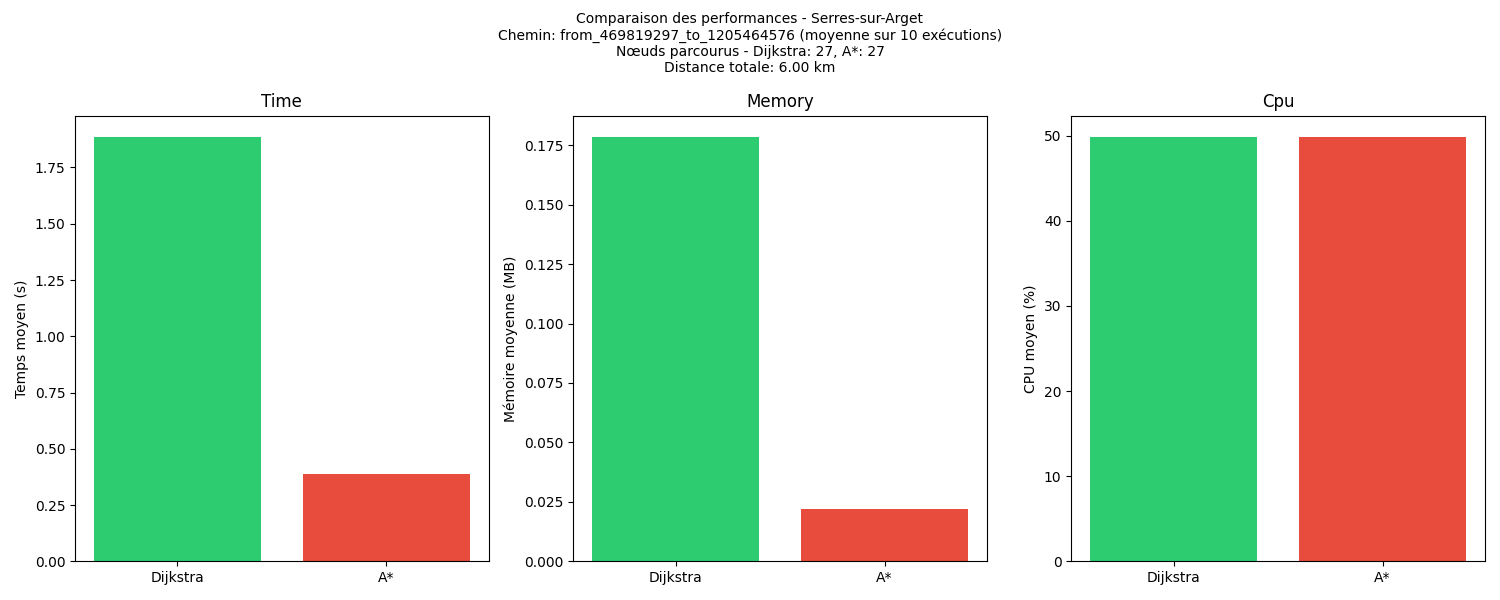 Comparaison des performances - Serres-sur-Arget
Chemin: from_469819297_to_1205464576 (moyenne sur 10 exécutions)
Nœuds parcourus - Dijkstra: 27, A*: 27
Distance totale: 6.00 km
Time
Temps moyen (s)
1.75
1.50
1.25
1.00
0.75
0.50
0.25
0.00
Dijkstra
A*
Memory
Mémoire moyenne (MB)
0.175
0.150
0.125
0.100
0.075
0.050
0.025
0.000
Dijkstra
A*
Cpu
CPU moyen (%)
50
40
30
20
10
0
Dijkstra
A*